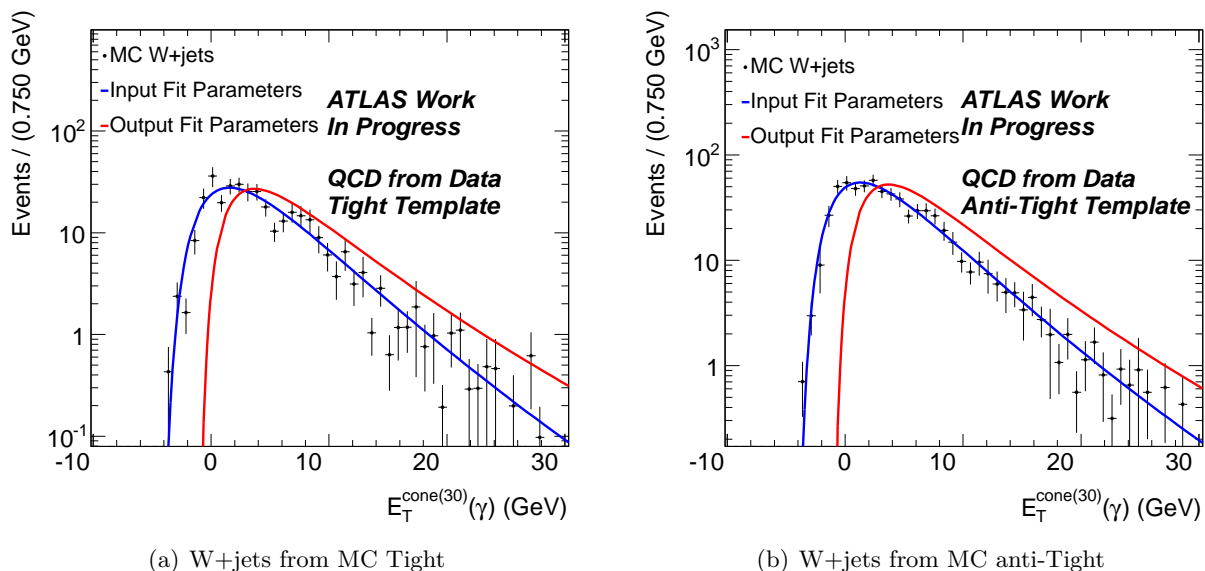 Events / (0.750 GeV)
MC W+jets
Input Fit Parameters
Output Fit Parameters
ATLAS Work
In Progress
QCD from Data
Tight Template
10²
10
1
10⁻¹
-10 0 10 20 30
E_T^cone(30)(γ) (GeV)
(a) W+jets from MC Tight
Events / (0.750 GeV)
MC W+jets
Input Fit Parameters
Output Fit Parameters
ATLAS Work
In Progress
QCD from Data
Anti-Tight Template
10³
10²
10
1
-10 0 10 20 30
E_T^cone(30)(γ) (GeV)
(b) W+jets from MC anti-Tight